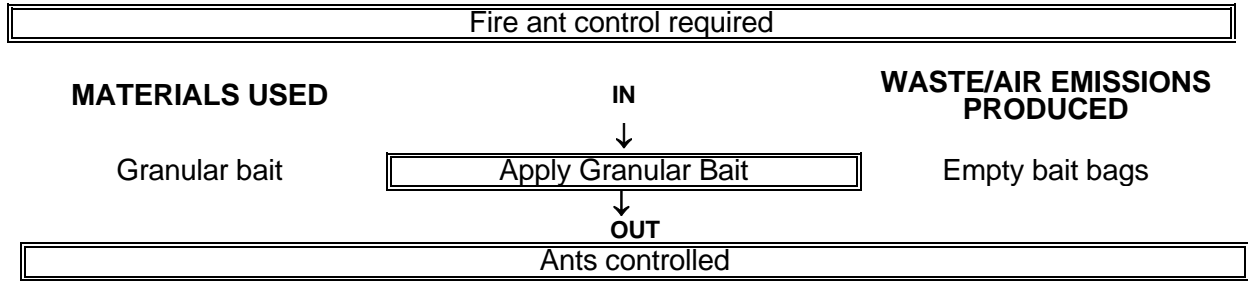 Fire ant control required
MATERIALS USED
IN
WASTE/AIR EMISSIONS
PRODUCED
↓
Granular bait
Apply Granular Bait
Empty bait bags
↓
OUT
Ants controlled